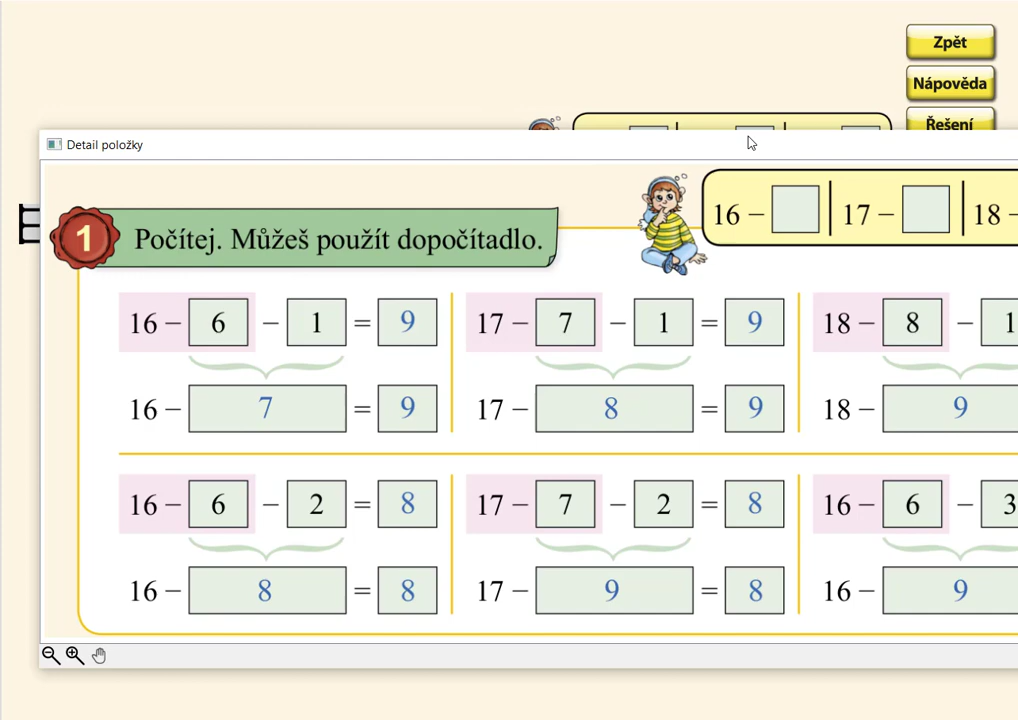 Zpět
Nápověda
Řešení
Detail položky
16 – | 17 – | 18 –
1 Počítej. Můžeš použít dopočítadlo.
16 – 6 – 1 = 9 17 – 7 – 1 = 9 18 – 8 – 1
16 – 7 = 9 17 – 8 = 9 18 – 9
16 – 6 – 2 = 8 17 – 7 – 2 = 8 16 – 6 – 3
16 – 8 = 8 17 – 9 = 8 16 – 9